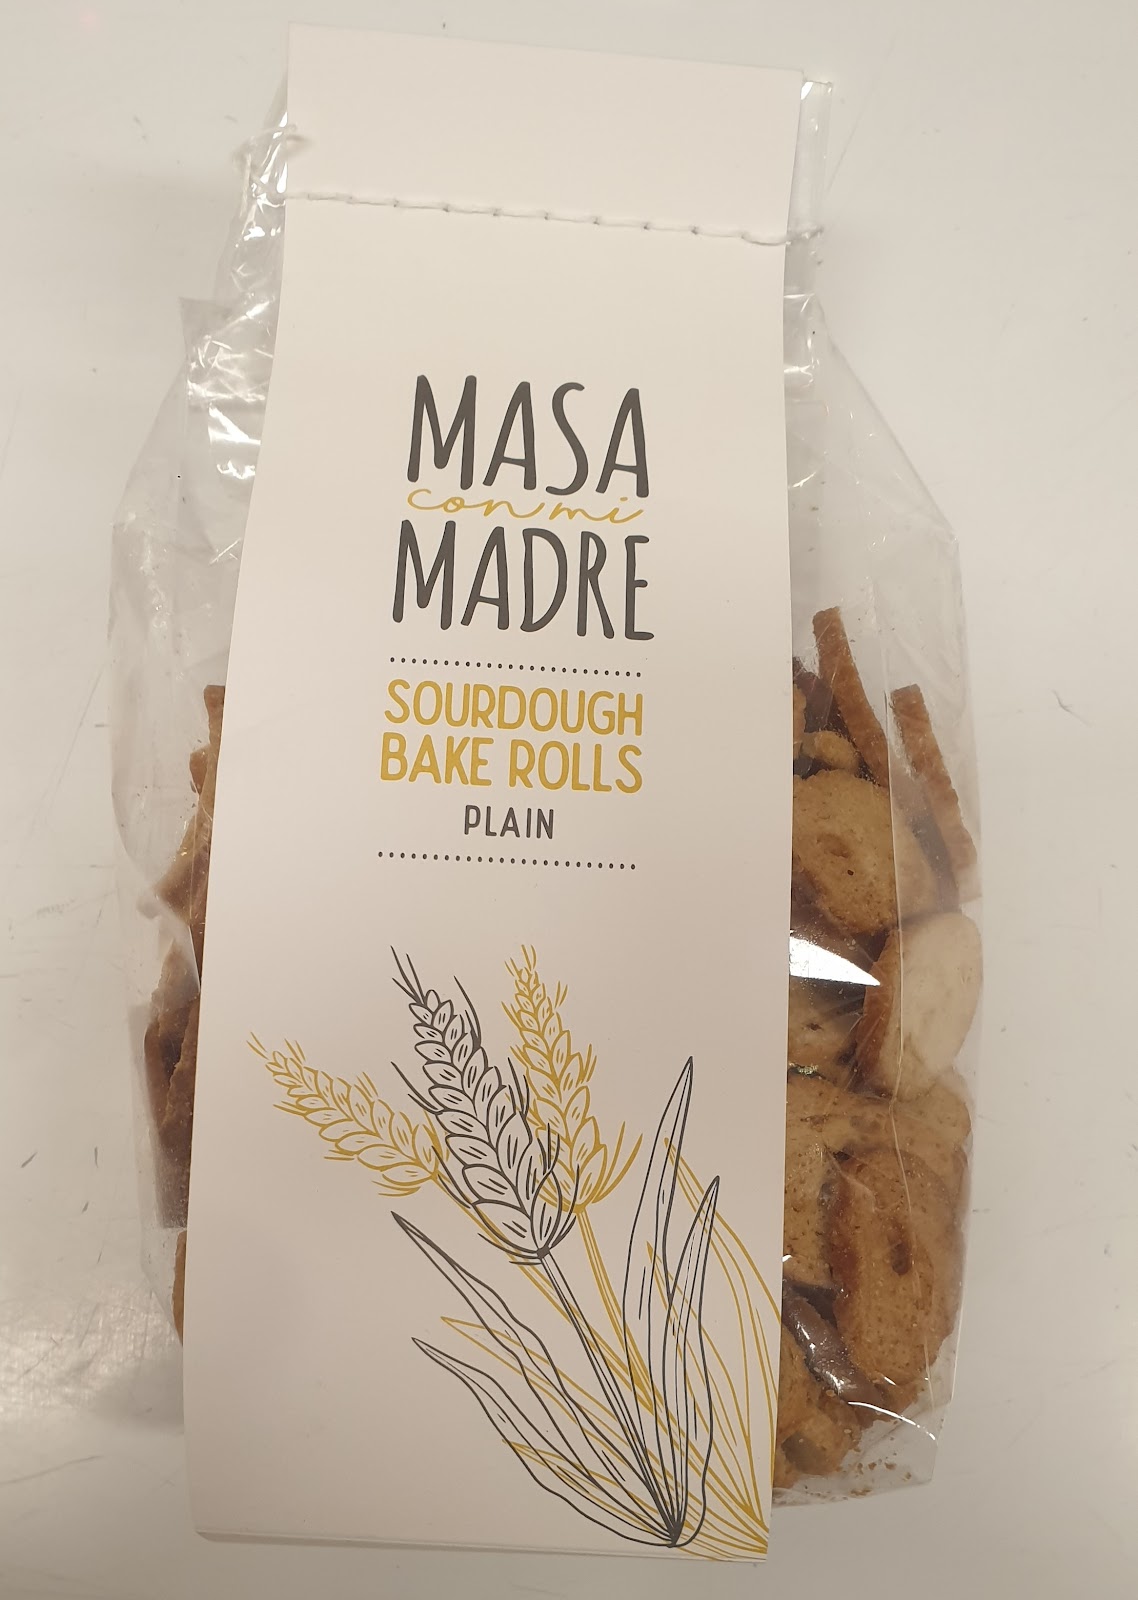 MASA
con mi
MADRE
SOURDOUGH
BAKE ROLLS
PLAIN